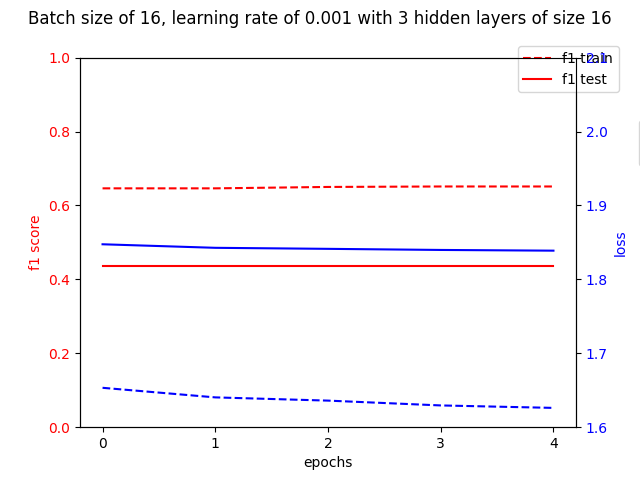 Batch size of 16, learning rate of 0.001 with 3 hidden layers of size 16
f1 train
f1 test
1.0
0.8
0.6
0.4
0.2
0.0
f1 score
2.1
2.0
1.9
1.8
1.7
1.6
loss
0 1 2 3 4
epochs